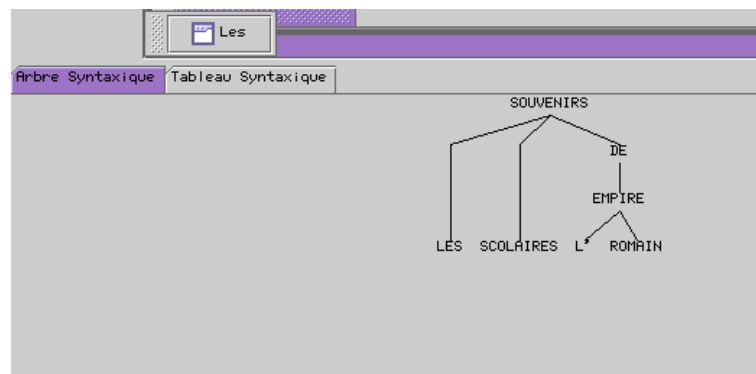 Les
Arbre Syntaxique Tableau Syntaxique
SOUVENIRS
DE
EMPIRE
LES SCOLAIRES L' ROMAIN